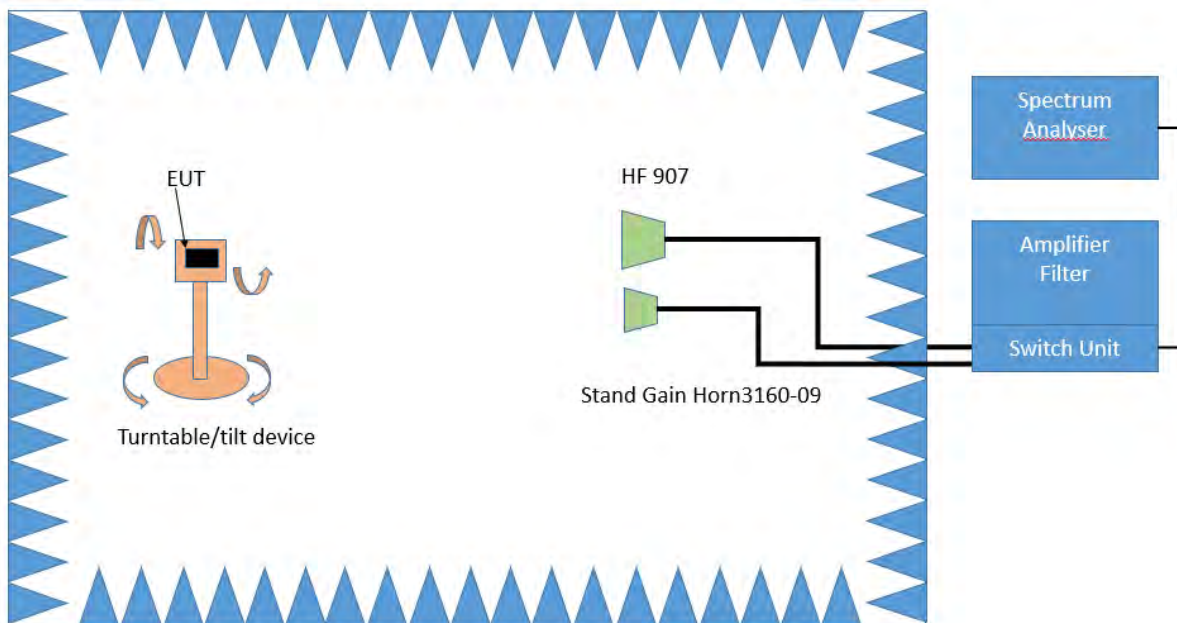 Spectrum
Analyser
EUT
HF 907
Amplifier
Filter
Switch Unit
Stand Gain Horn3160-09
Turntable/tilt device